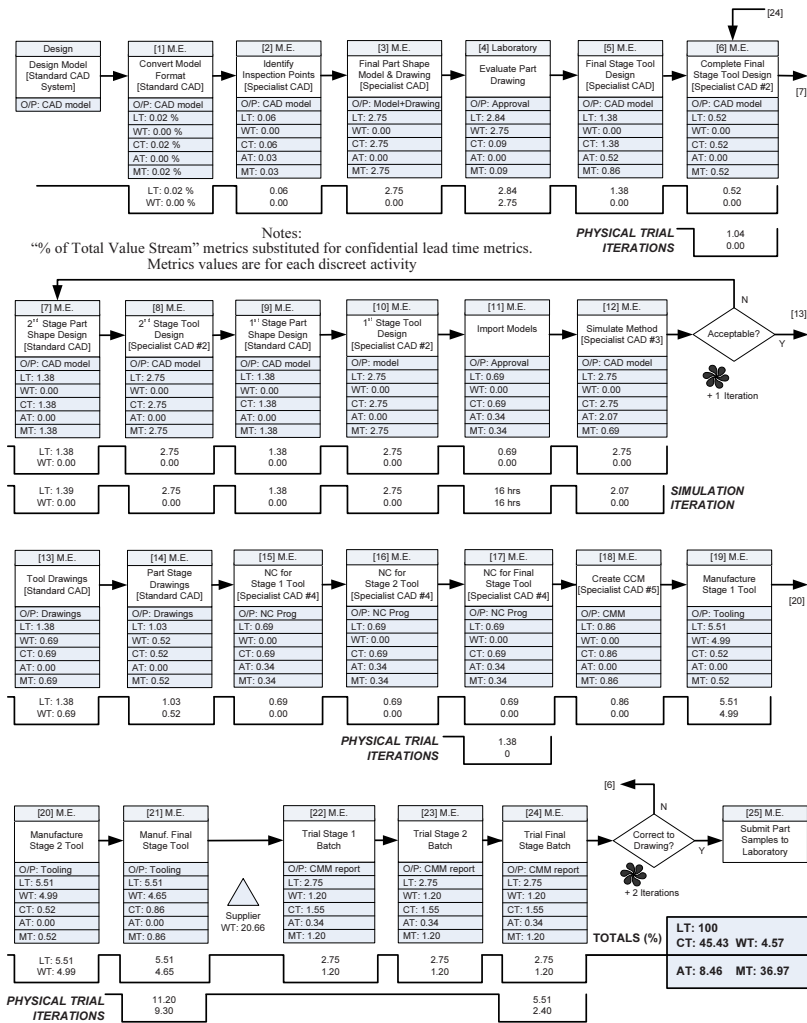 [24]
Design
Design Model
[Standard CAD
System]
O/P: CAD model
[1] M.E.
Convert Model
Format
[Standard CAD]
O/P: CAD model
LT: 0.02 %
WT: 0.00 %
CT: 0.02 %
AT: 0.00 %
MT: 0.02 %
[2] M.E.
Identify
Inspection Points
[Specialist CAD]
O/P: CAD model
LT: 0.06
WT: 0.00
CT: 0.06
AT: 0.03
MT: 0.03
[3] M.E.
Final Part Shape
Model & Drawing
[Specialist CAD]
O/P: Model+Drawing
LT: 2.75
WT: 0.00
CT: 2.75
AT: 0.00
MT: 2.75
[4] Laboratory
Evaluate Part
Drawing
O/P: Approval
LT: 2.84
WT: 2.75
CT: 0.09
AT: 0.00
MT: 0.09
[5] M.E.
Final Stage Tool
Design
[Specialist CAD]
O/P: CAD model
LT: 1.38
WT: 0.00
CT: 1.38
AT: 0.52
MT: 0.86
[6] M.E.
Complete Final
Stage Tool Design
[Specialist CAD #2]
O/P: CAD model
LT: 0.52
WT: 0.00
CT: 0.52
AT: 0.00
MT: 0.52
[7]
LT: 0.02 % 0.06 2.75 2.84 1.38 0.52
WT: 0.00 % 0.00 0.00 2.75 0.00 0.00
PHYSICAL TRIAL 1.04
ITERATIONS 0.00
Notes:
"% of Total Value Stream" metrics substituted for confidential lead time metrics.
Metrics values are for each discreet activity
[7] M.E.
2nd Stage Part
Shape Design
[Standard CAD]
O/P: CAD model
LT: 1.38
WT: 0.00
CT: 1.38
AT: 0.00
MT: 1.38
[8] M.E.
2nd Stage Tool
Design
[Specialist CAD #2]
O/P: CAD model
LT: 2.75
WT: 0.00
CT: 2.75
AT: 0.00
MT: 2.75
[9] M.E.
1st Stage Part
Shape Design
[Standard CAD]
O/P: CAD model
LT: 1.38
WT: 0.00
CT: 1.38
AT: 0.00
MT: 1.38
[10] M.E.
1st Stage Tool
Design
[Specialist CAD #2]
O/P: model
LT: 2.75
WT: 0.00
CT: 2.75
AT: 0.00
MT: 2.75
[11] M.E.
Import Models
O/P: Approval
LT: 0.69
WT: 0.00
CT: 0.69
AT: 0.34
MT: 0.34
[12] M.E.
Simulate Method
[Specialist CAD #3]
O/P: CAD model
LT: 2.75
WT: 0.00
CT: 2.75
AT: 2.07
MT: 0.69
N
Acceptable?
Y
[13]
+ 1 Iteration
LT: 1.38 2.75 1.38 2.75 0.69 2.75
WT: 0.00 0.00 0.00 0.00 0.00 0.00
LT: 1.39 2.75 1.38 2.75 16 hrs 2.07 SIMULATION
WT: 0.00 0.00 0.00 0.00 16 hrs 0.00 ITERATION
[13] M.E.
Tool Drawings
[Standard CAD]
O/P: Drawings
LT: 1.38
WT: 0.69
CT: 0.69
AT: 0.00
MT: 0.69
[14] M.E.
Part Stage
Drawings
[Standard CAD]
O/P: Drawings
LT: 1.03
WT: 0.52
CT: 0.52
AT: 0.00
MT: 0.52
[15] M.E.
NC for
Stage 1 Tool
[Specialist CAD #4]
O/P: NC Prog
LT: 0.69
WT: 0.00
CT: 0.69
AT: 0.34
MT: 0.34
[16] M.E.
NC for
Stage 2 Tool
[Specialist CAD #4]
O/P: NC Prog
LT: 0.69
WT: 0.00
CT: 0.69
AT: 0.34
MT: 0.34
[17] M.E.
NC for Final
Stage Tool
[Specialist CAD #4]
O/P: NC Prog
LT: 0.69
WT: 0.00
CT: 0.69
AT: 0.34
MT: 0.34
[18] M.E.
Create CCM
[Specialist CAD #5]
O/P: CMM
LT: 0.86
WT: 0.00
CT: 0.86
AT: 0.00
MT: 0.86
[19] M.E.
Manufacture
Stage 1 Tool
O/P: Tooling
LT: 5.51
WT: 4.99
CT: 0.52
AT: 0.00
MT: 0.52
[20]
LT: 1.38 1.03 0.69 0.69 0.69 0.86 5.51
WT: 0.69 0.52 0.00 0.00 0.00 0.00 4.99
PHYSICAL TRIAL 1.38
ITERATIONS 0
[20] M.E.
Manufacture
Stage 2 Tool
O/P: Tooling
LT: 5.51
WT: 4.99
CT: 0.52
AT: 0.00
MT: 0.52
[21] M.E.
Manuf. Final
Stage Tool
O/P: Tooling
LT: 5.51
WT: 4.65
CT: 0.86
AT: 0.00
MT: 0.86
Supplier
WT: 20.66
[22] M.E.
Trial Stage 1
Batch
O/P: CMM report
LT: 2.75
WT: 1.20
CT: 1.55
AT: 0.34
MT: 1.20
[23] M.E.
Trial Stage 2
Batch
O/P: CMM report
LT: 2.75
WT: 1.20
CT: 1.55
AT: 0.34
MT: 1.20
[24] M.E.
Trial Final
Stage Batch
O/P: CMM report
LT: 2.75
WT: 1.20
CT: 1.55
AT: 0.34
MT: 1.20
[6]
N
Correct to
Drawing?
Y
+ 2 Iterations
[25] M.E.
Submit Part
Samples to
Laboratory
TOTALS (%)
LT: 100
CT: 45.43 WT: 4.57
AT: 8.46 MT: 36.97
LT: 5.51 5.51 2.75 2.75 2.75
WT: 4.99 4.65 1.20 1.20 1.20
PHYSICAL TRIAL 11.20 5.51
ITERATIONS 9.30 2.40